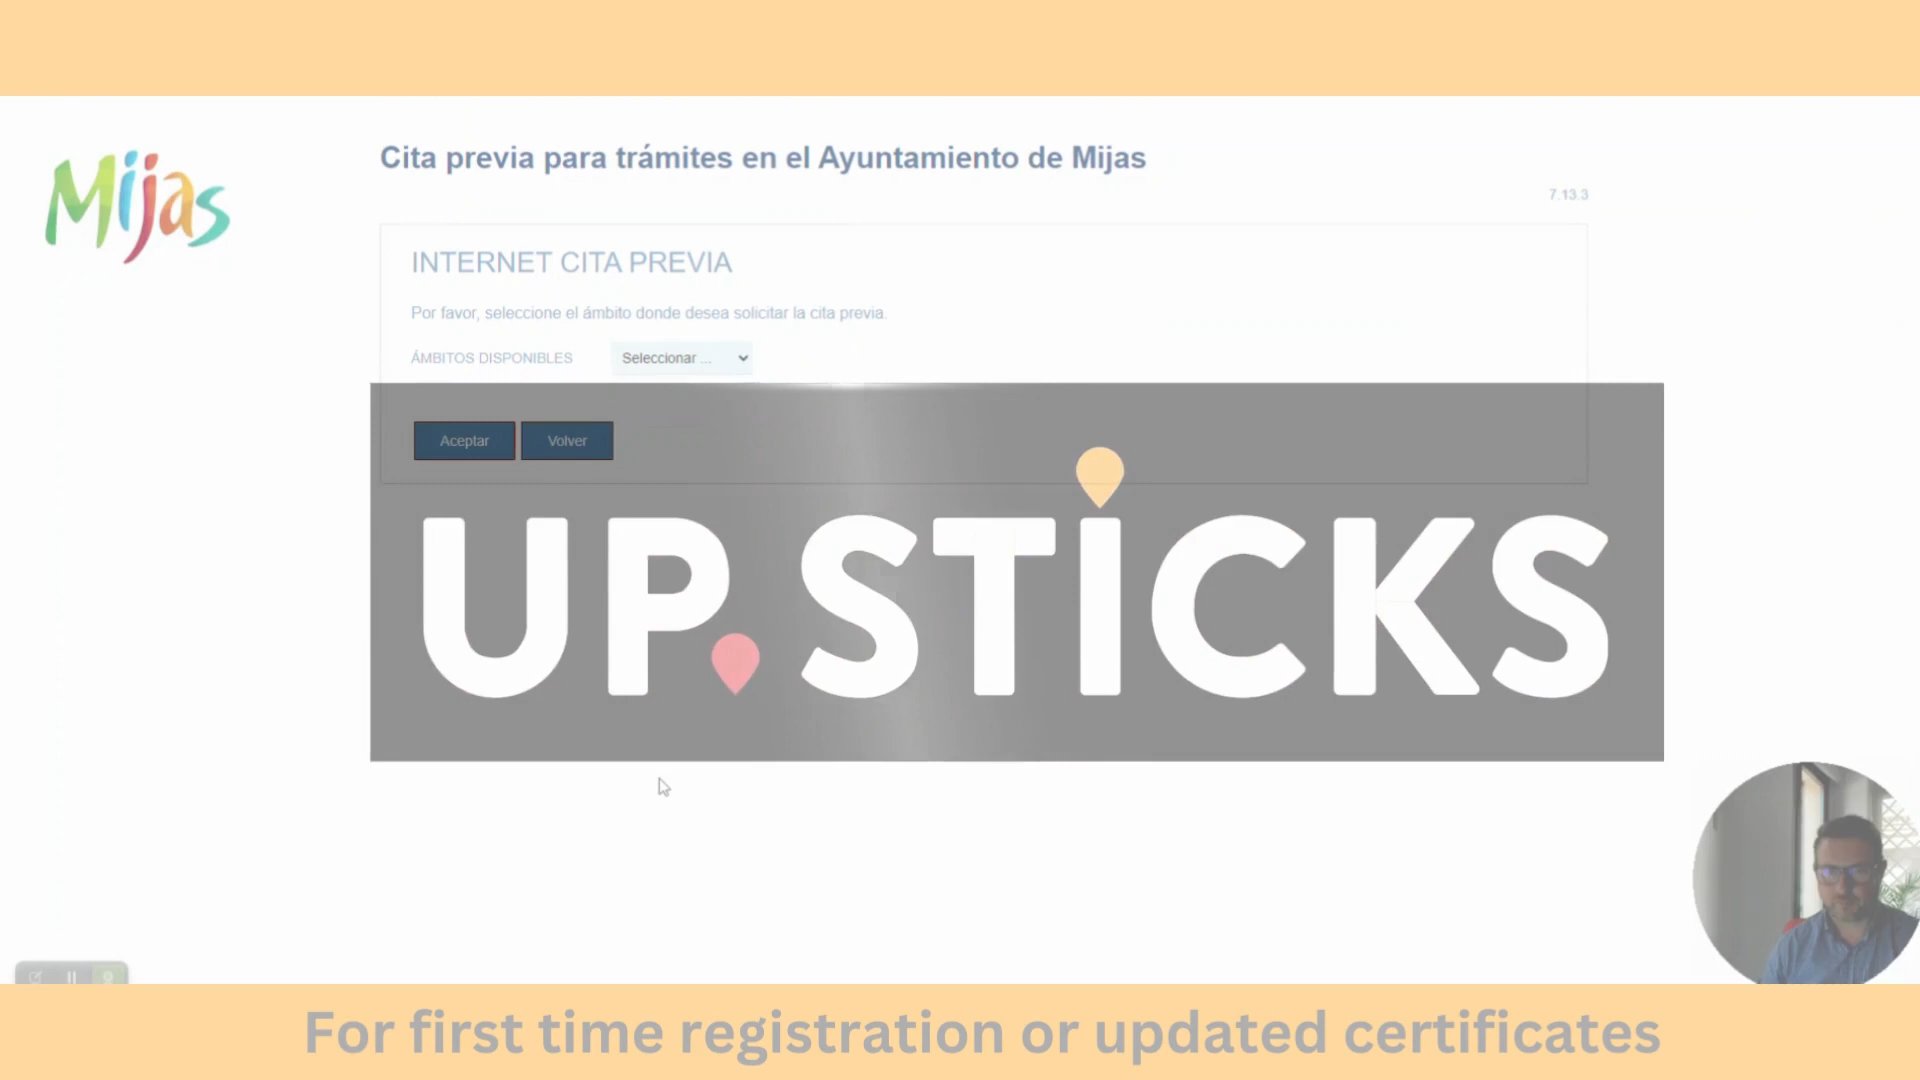 Mijas
Cita previa para trámites en el Ayuntamiento de Mijas
7.13.3
INTERNET CITA PREVIA
Por favor, seleccione el ámbito donde desea solicitar la cita previa.
ÁMBITOS DISPONIBLES Seleccionar ...
Aceptar Volver
UP. STICKS
For first time registration or updated certificates